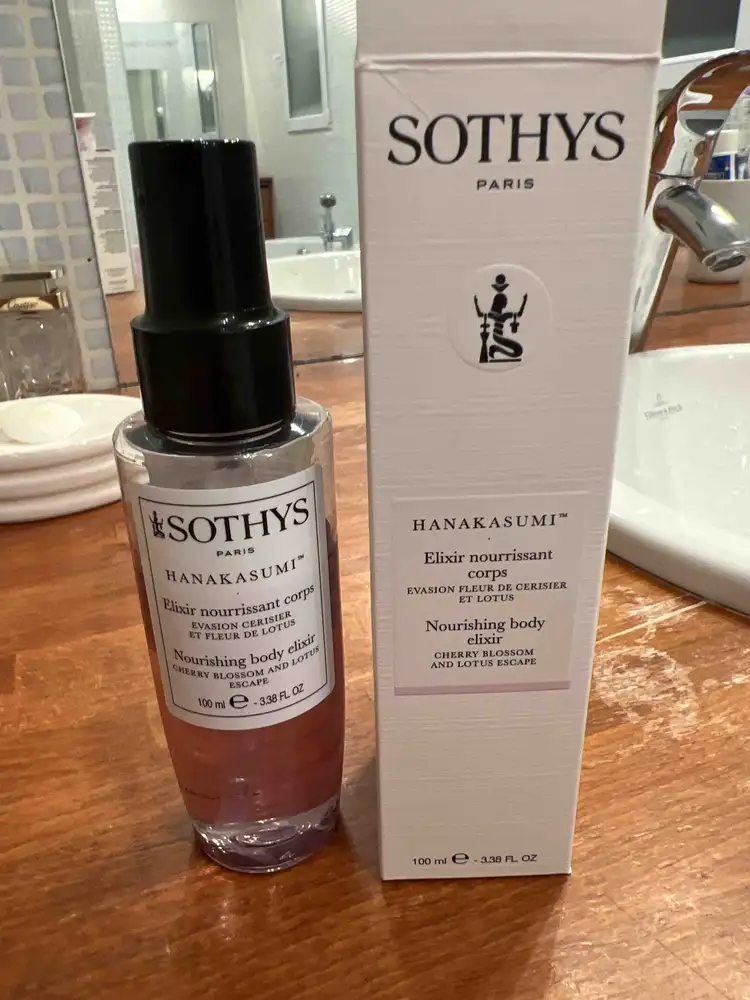 SOTHYS
PARIS
HANAKASUMI™
Elixir nourrissant corps
EVASION CERISIER
ET FLEUR DE LOTUS
Nourishing body elixir
CHERRY BLOSSOM AND LOTUS
ESCAPE
100 ml ℮ - 3.38 FL. OZ
SOTHYS
PARIS
HANAKASUMI™
Elixir nourrissant
corps
EVASION FLEUR DE CERISIER
ET LOTUS
Nourishing body
elixir
CHERRY BLOSSOM
AND LOTUS ESCAPE
100 ml ℮ - 3.38 FL. OZ